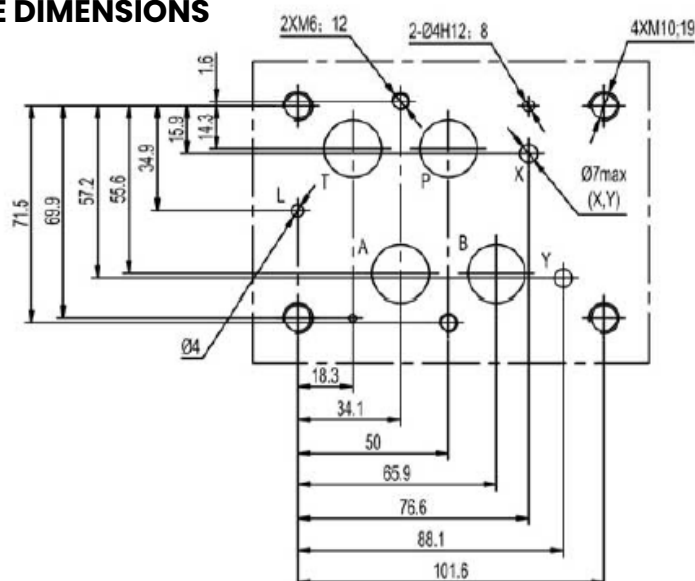 E DIMENSIONS
2XM6; 12
2-Ø4H12; 8
4XM10;19
1.6
15.9
14.3
34.9
55.6
57.2
69.9
71.5
T
P
X
Ø7max
(X,Y)
L
A
B
Y
Ø4
18.3
34.1
50
65.9
76.6
88.1
101.6